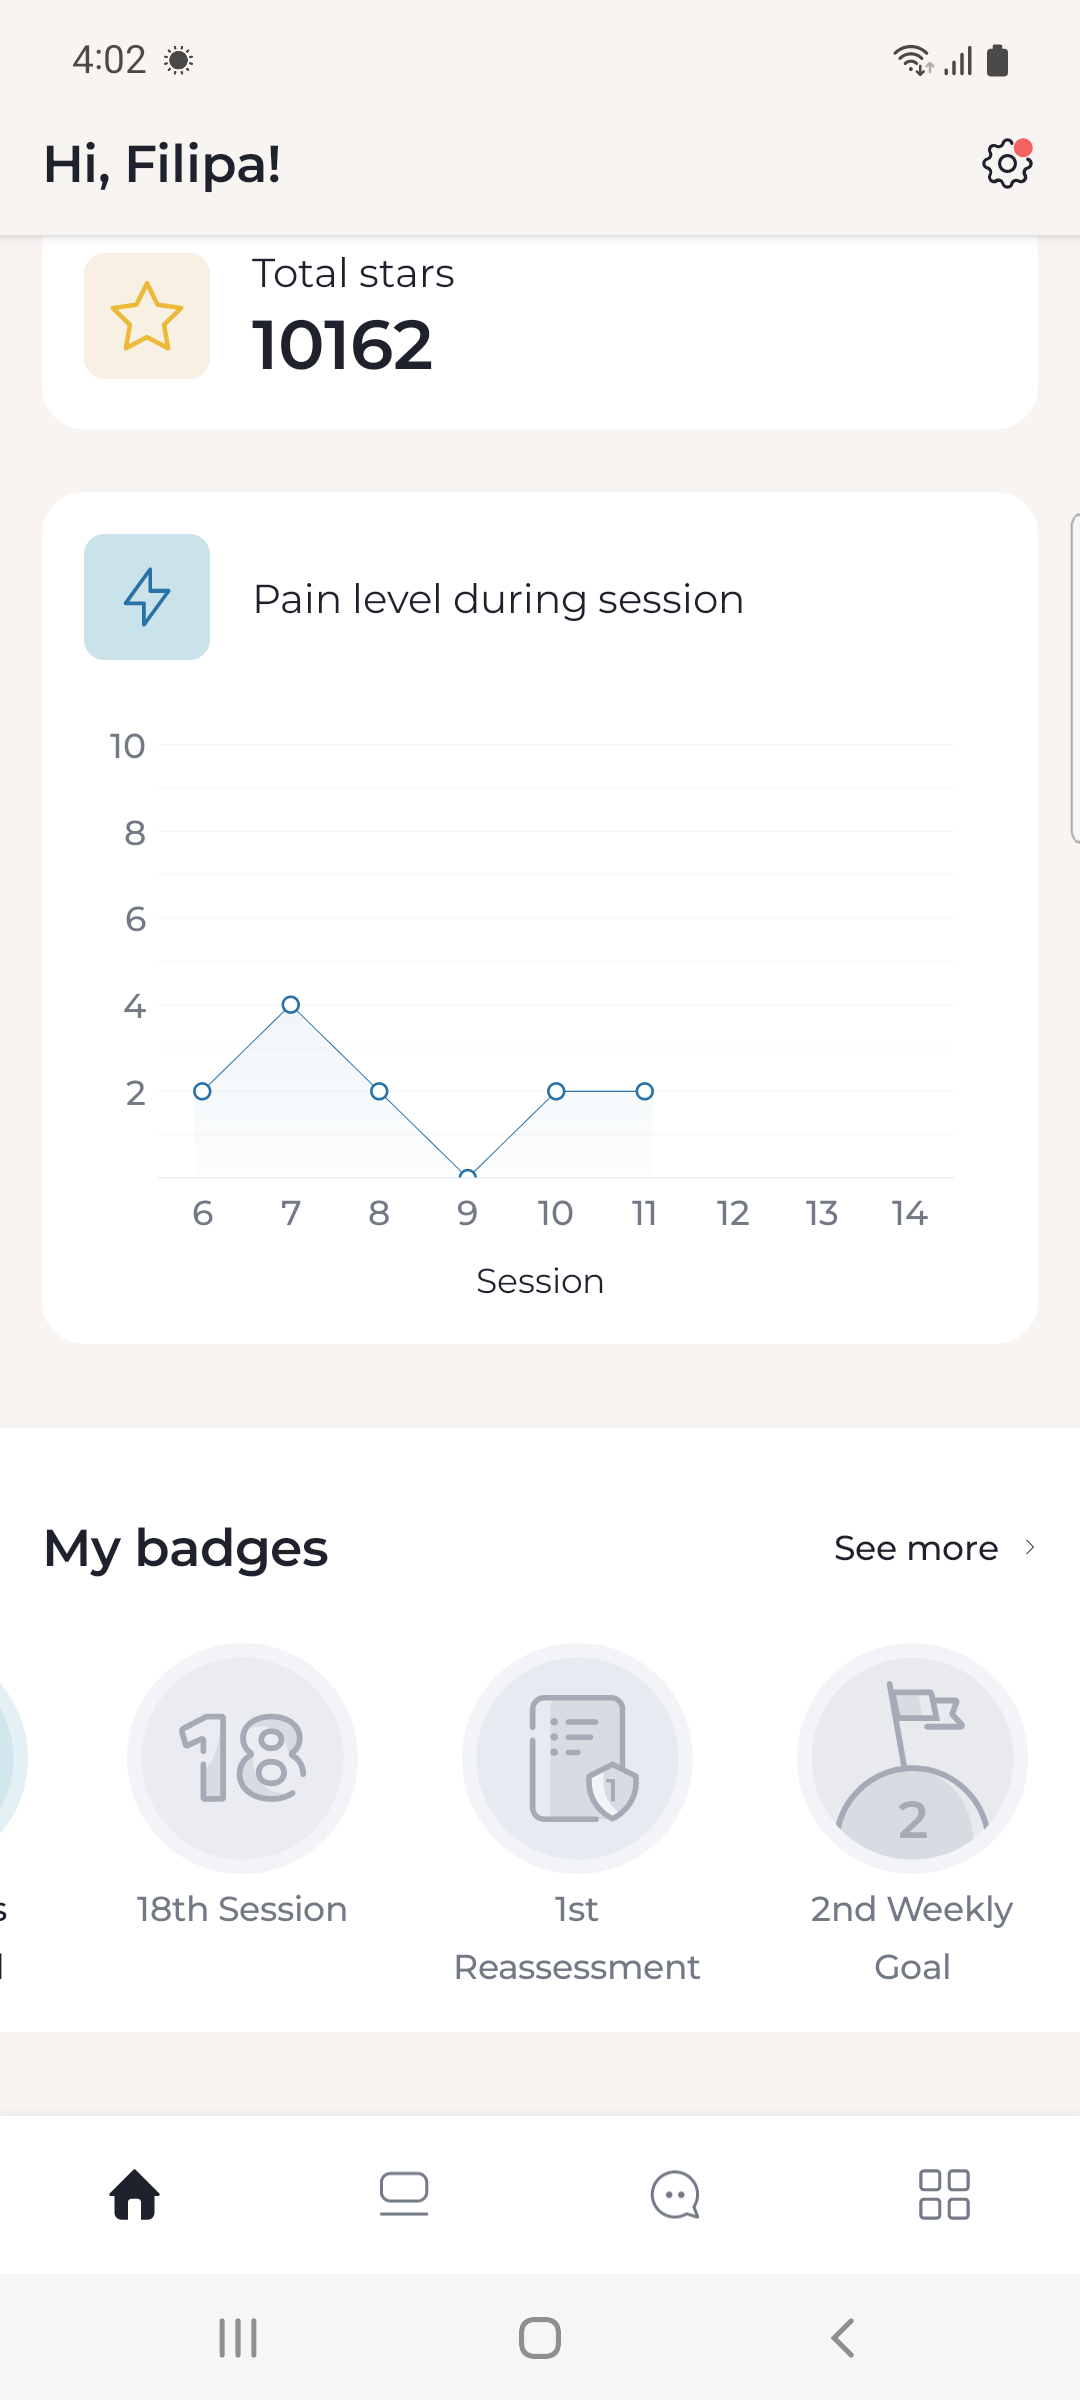 4:02
Hi, Filipa!
Total stars
10162
Pain level during session
10
8
6
4
2
6 7 8 9 10 11 12 13 14
Session
My badges
See more
18
1
2
s
18th Session
1st
2nd Weekly
Reassessment
Goal